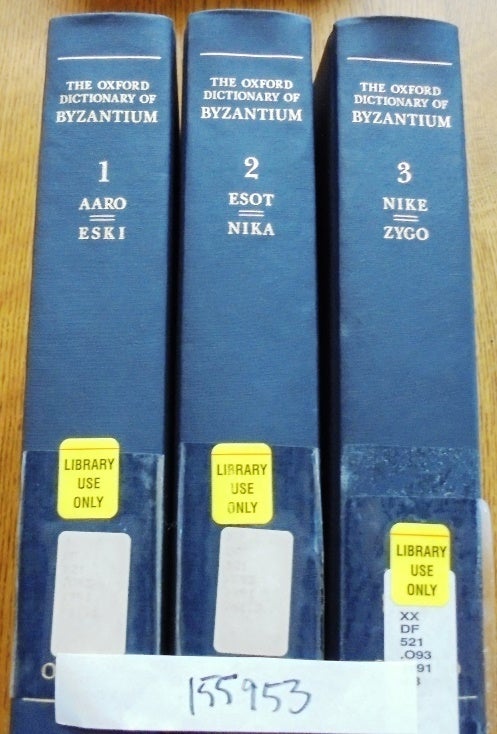 THE OXFORD
DICTIONARY OF
BYZANTIUM
1
AARO
ESKI
LIBRARY
USE
ONLY
O
THE OXFORD
DICTIONARY OF
BYZANTIUM
2
ESOT
NIKA
LIBRARY
USE
ONLY
THE OXFORD
DICTIONARY OF
BYZANTIUM
3
NIKE
ZYGO
LIBRARY
USE
ONLY
XX
DF
521
.O93
91
3
155953